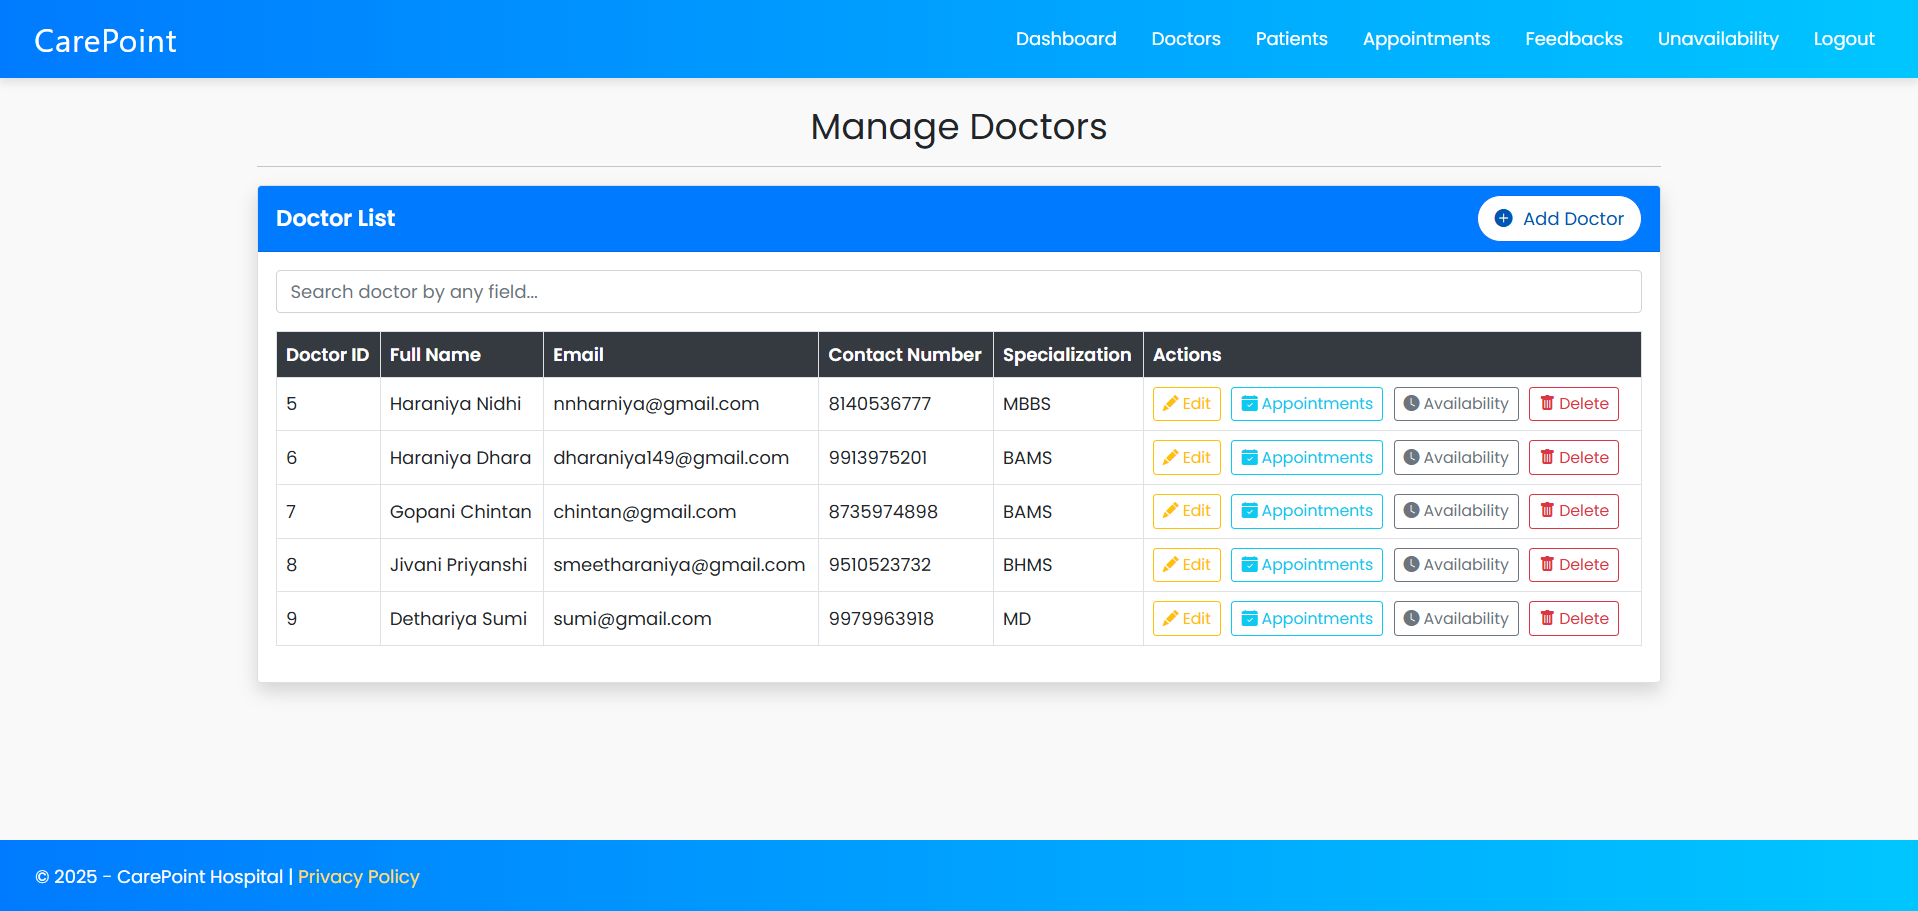 CarePoint Dashboard Doctors Patients Appointments Feedbacks Unavailability Logout
Manage Doctors
Doctor List Add Doctor
Search doctor by any field...
Doctor ID Full Name Email Contact Number Specialization Actions
5 Haraniya Nidhi nnharniya@gmail.com 8140536777 MBBS Edit Appointments Availability Delete
6 Haraniya Dhara dharaniya149@gmail.com 9913975201 BAMS Edit Appointments Availability Delete
7 Gopani Chintan chintan@gmail.com 8735974898 BAMS Edit Appointments Availability Delete
8 Jivani Priyanshi smeetharaniya@gmail.com 9510523732 BHMS Edit Appointments Availability Delete
9 Dethariya Sumi sumi@gmail.com 9979963918 MD Edit Appointments Availability Delete
© 2025 - CarePoint Hospital | Privacy Policy